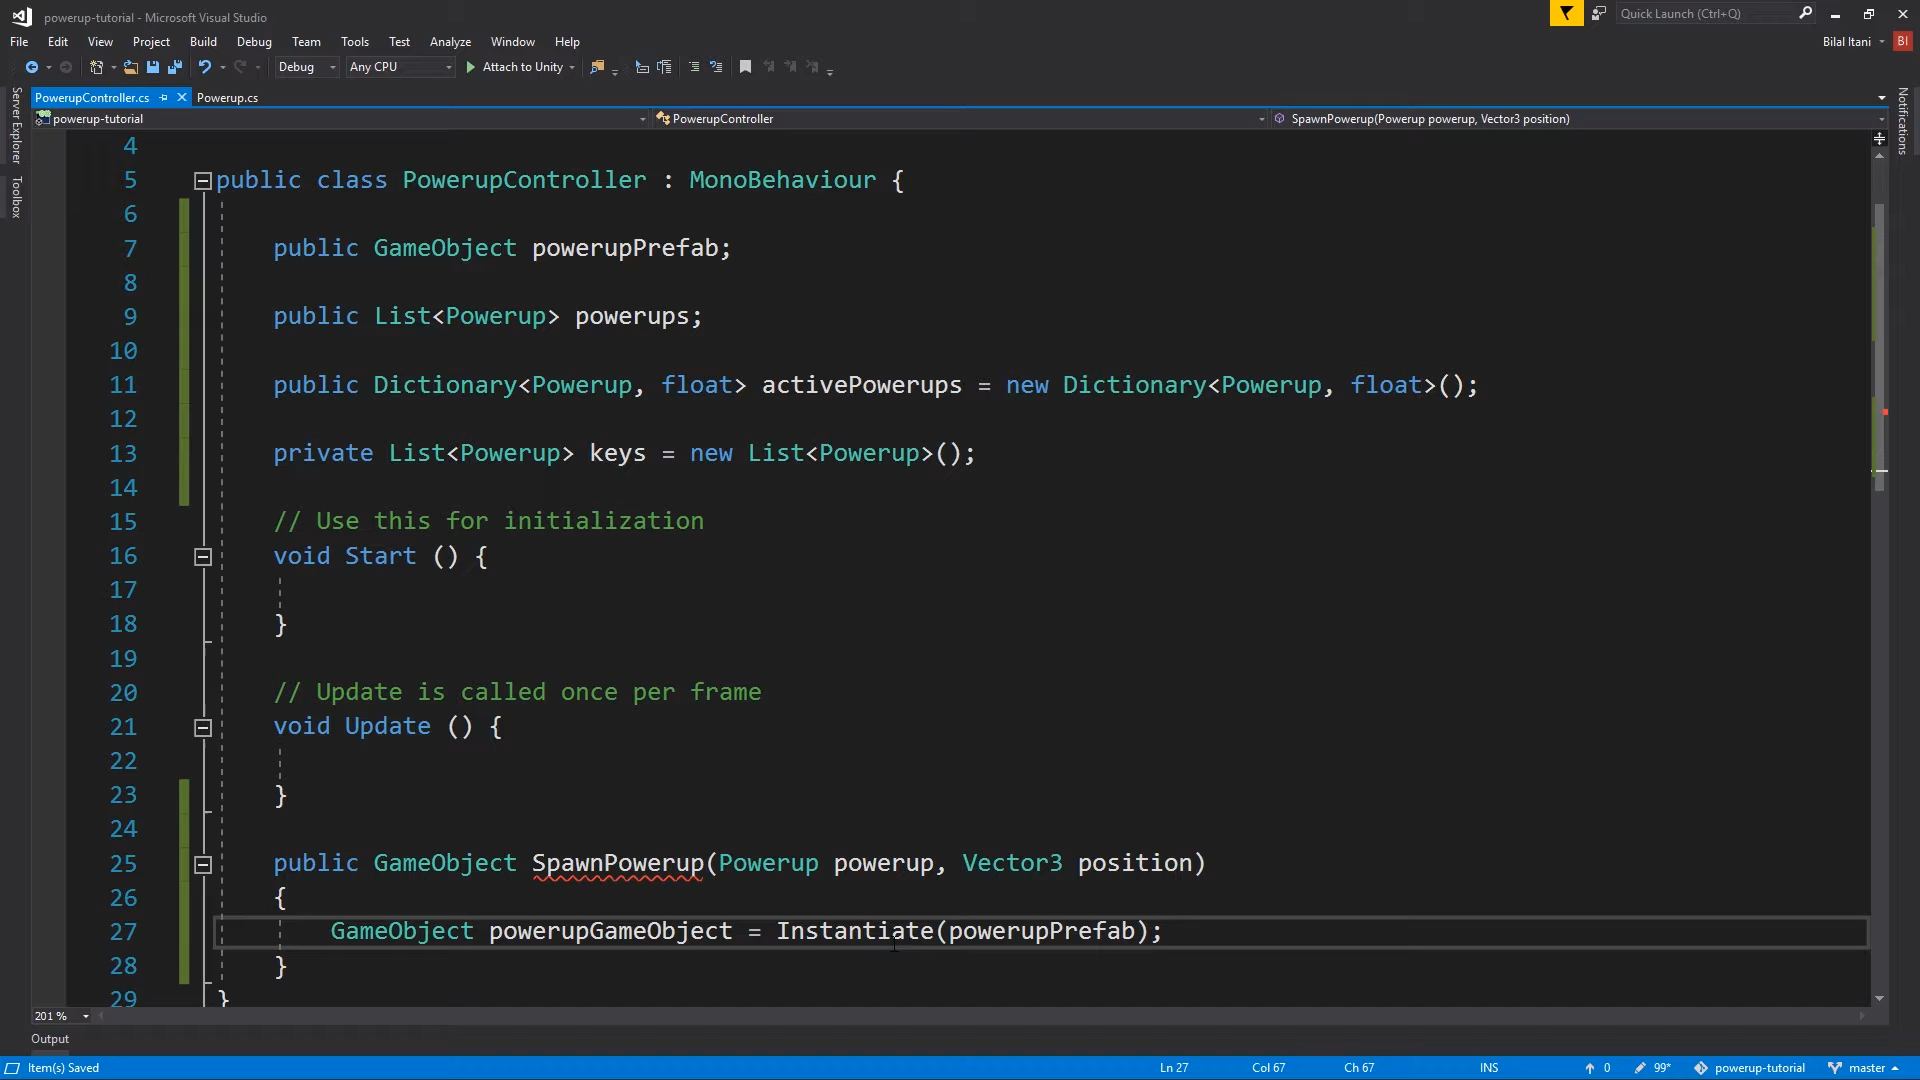 powerup-tutorial - Microsoft Visual Studio
Quick Launch (Ctrl+Q)
File Edit View Project Build Debug Team Tools Test Analyze Window Help
Bilal Itani BI
Debug Any CPU Attach to Unity
Server Explorer
Toolbox
Notifications
PowerupController.cs Powerup.cs
powerup-tutorial PowerupController SpawnPowerup(Powerup powerup, Vector3 position)
4
5 public class PowerupController : MonoBehaviour {
6
7 public GameObject powerupPrefab;
8
9 public List<Powerup> powerups;
10
11 public Dictionary<Powerup, float> activePowerups = new Dictionary<Powerup, float>();
12
13 private List<Powerup> keys = new List<Powerup>();
14
15 // Use this for initialization
16 void Start () {
17
18 }
19
20 // Update is called once per frame
21 void Update () {
22
23 }
24
25 public GameObject SpawnPowerup(Powerup powerup, Vector3 position)
26 {
27 GameObject powerupGameObject = Instantiate(powerupPrefab);
28 }
29 }
201 %
Output
Item(s) Saved Ln 27 Col 67 Ch 67 INS 0 99* powerup-tutorial master